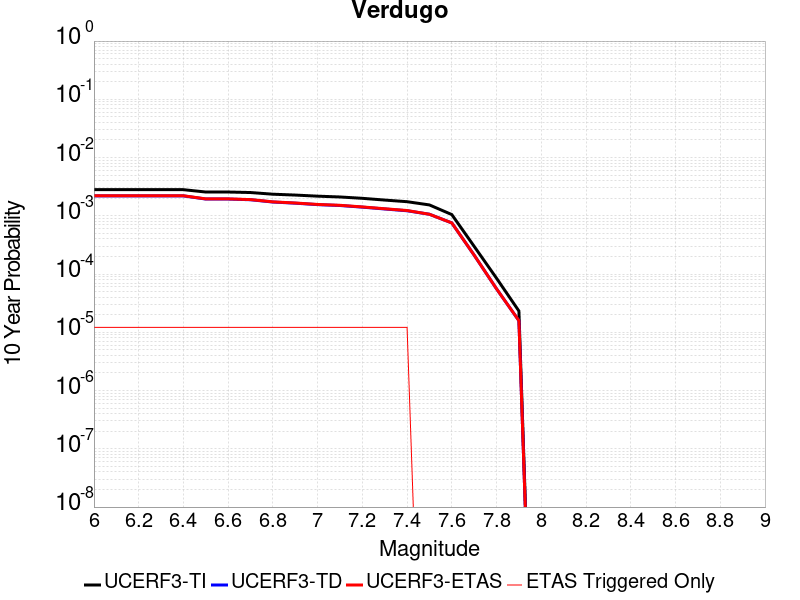 Verdugo
10 Year Probability
10^0
10^-1
10^-2
10^-3
10^-4
10^-5
10^-6
10^-7
10^-8
6 6.2 6.4 6.6 6.8 7 7.2 7.4 7.6 7.8 8 8.2 8.4 8.6 8.8 9
Magnitude
UCERF3-TI UCERF3-TD UCERF3-ETAS ETAS Triggered Only